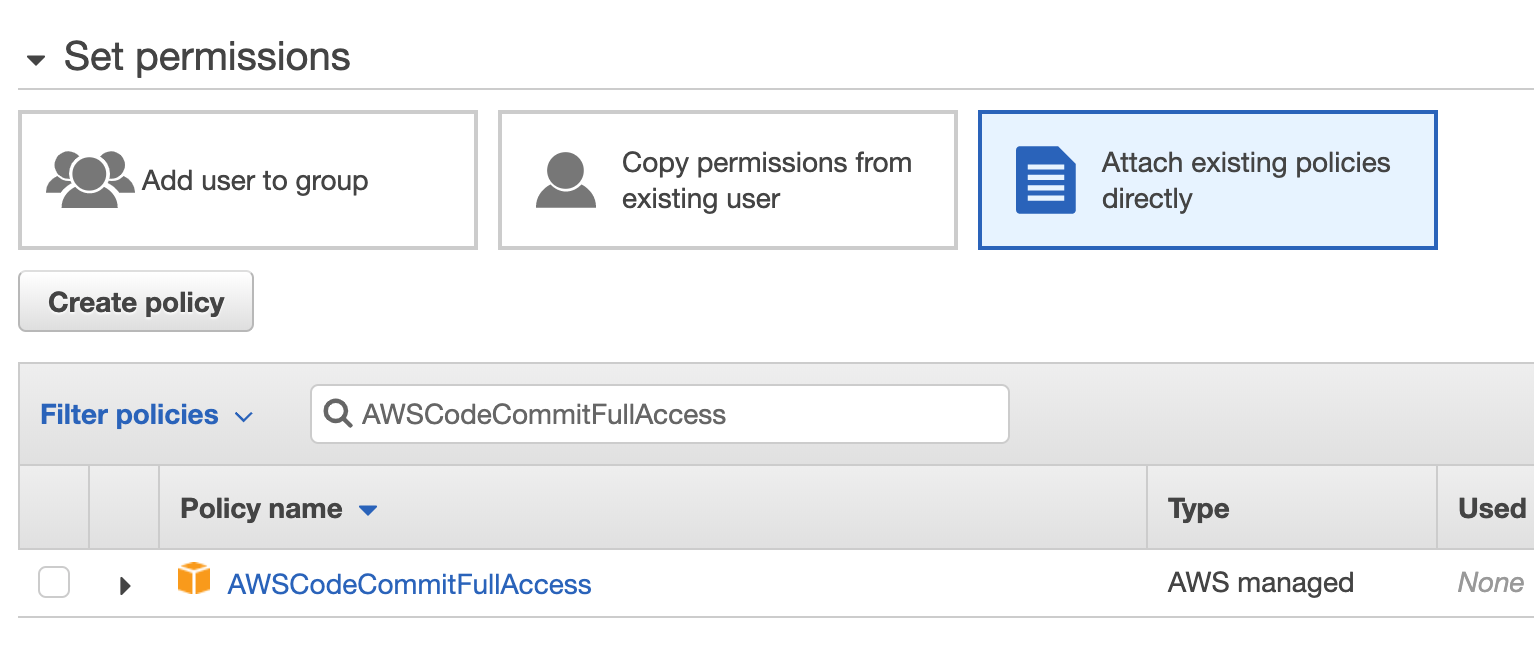 Set permissions
Add user to group
Copy permissions from
existing user
Attach existing policies
directly
Create policy
Filter policies
AWSCodeCommitFullAccess
Policy name
Type
Used
AWSCodeCommitFullAccess
AWS managed
None